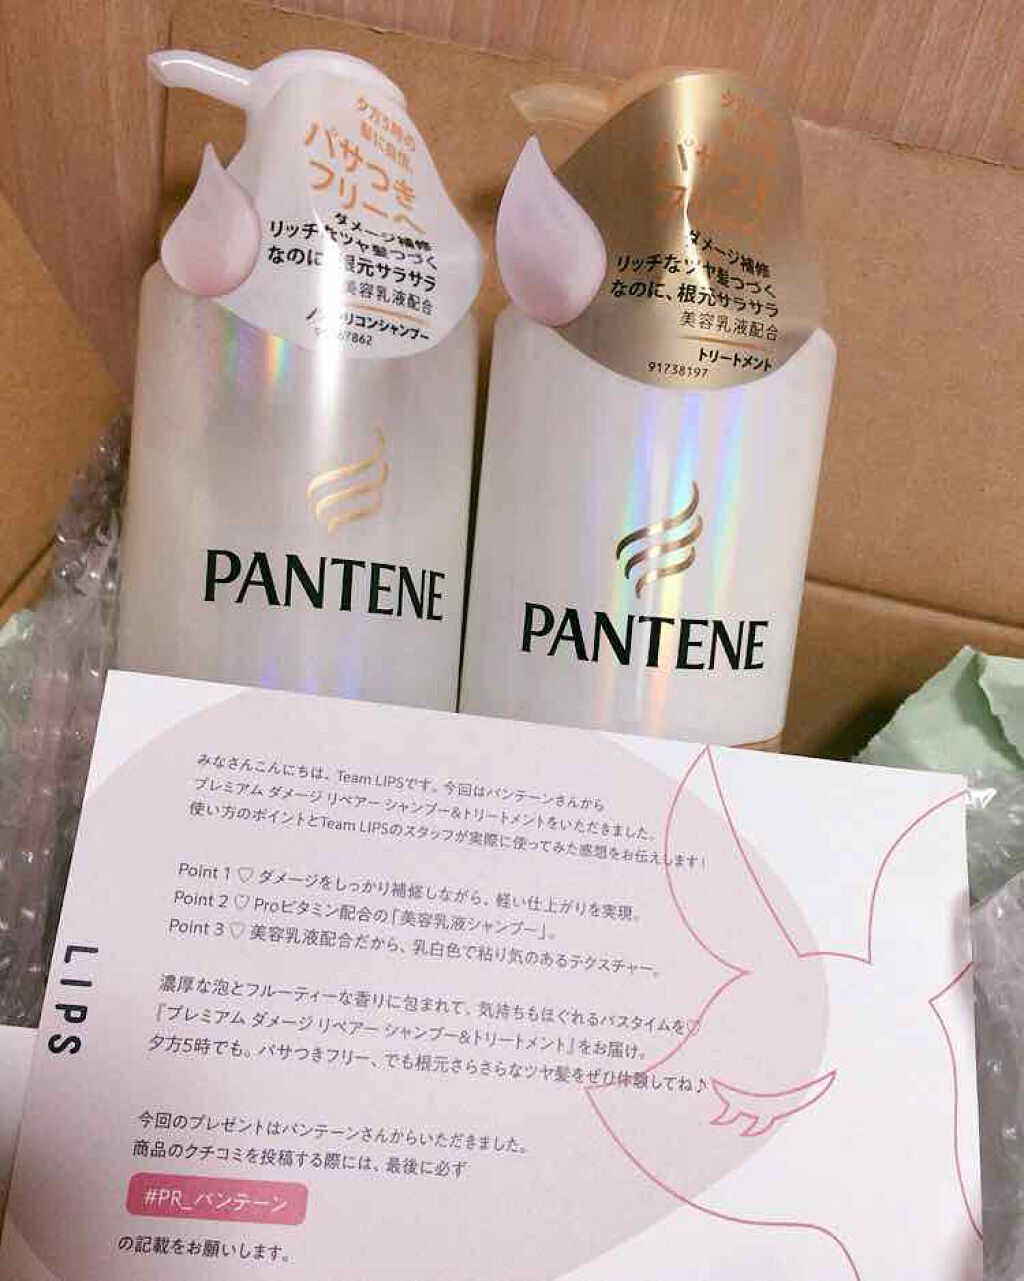 夕方5時の
髪に自信。
パサつき
フリーへ
ダメージ補修
リッチなツヤ髪つづく
なのに、根元サラサラ
美容乳液配合
ノンシリコンシャンプー
PANTENE
パサつき
フ
ダメージ補修
リッチなツヤ髪つづく
なのに、根元サラサラ
美容乳液配合
トリートメント
91738197
PANTENE
みなさんこんにちは、Team LIPSです。今回はパンテーンさんから
プレミアム ダメージ リペアー シャンプー&トリートメントをいただきました。
使い方のポイントとTeam LIPSのスタッフが実際に使ってみた感想をお伝えします!
Point 1 ♡ ダメージをしっかり補修しながら、軽い仕上がりを実現。
Point 2 ♡ Proビタミン配合の「美容乳液シャンプー」。
Point 3 ♡ 美容乳液配合だから、乳白色で粘り気のあるテクスチャー。
濃厚な泡とフルーティーな香りに包まれて、気持ちもほぐれるバスタイムを♡
『プレミアム ダメージ リペアー シャンプー&トリートメント』をお届け。
夕方5時でも。パサつきフリー、でも根元さらさらなツヤ髪をぜひ体験してね♪
今回のプレゼントはパンテーンさんからいただきました。
商品のクチコミを投稿する際には、最後に必ず
#PR_パンテーン
の記載をお願いします。
LIPS